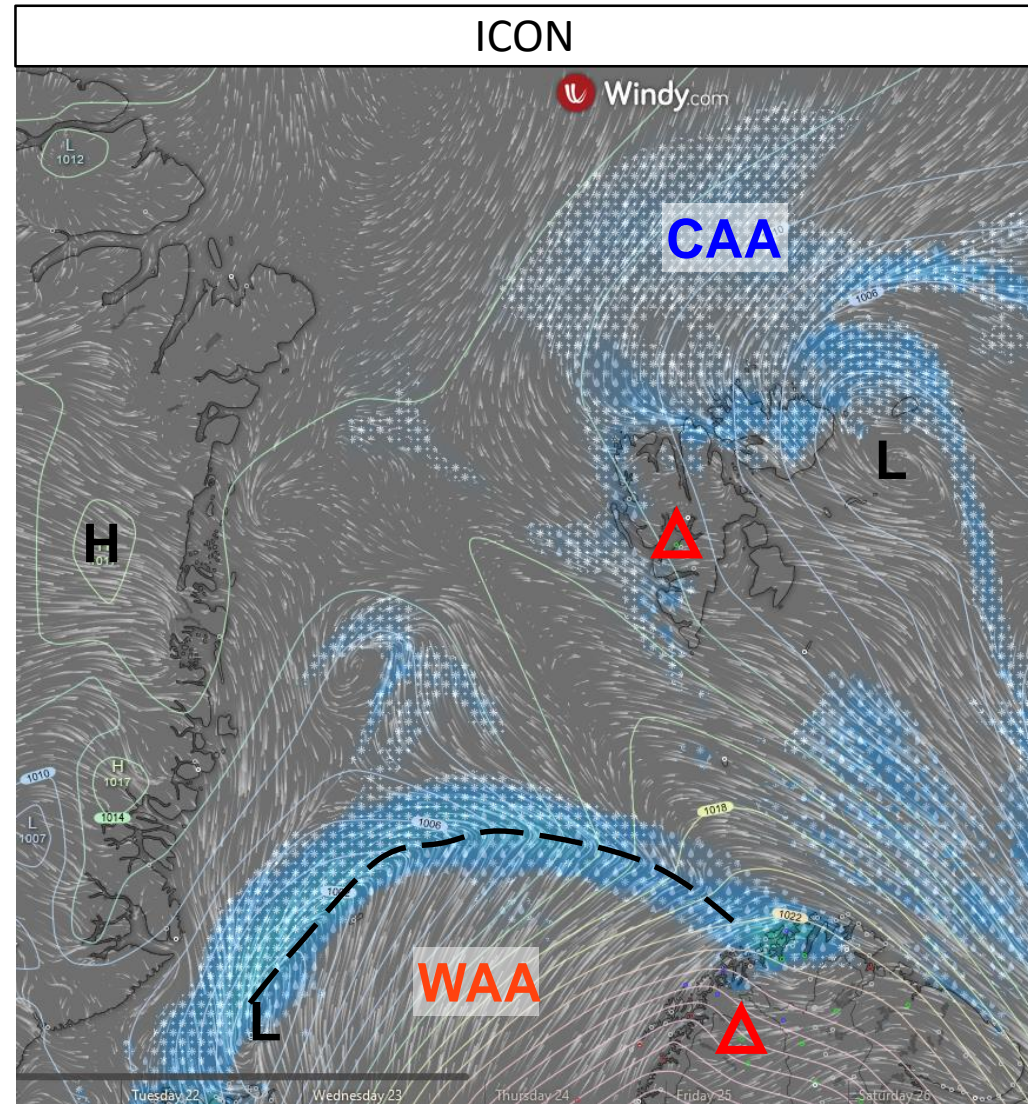 ICON
Windy.com
L
1012
CAA
1006
L
H
1010
H
1017
1014
L
1007
1006
1018
1022
WAA
L
Tuesday 22
Wednesday 23
Thursday 24
Friday 25
Saturday 26